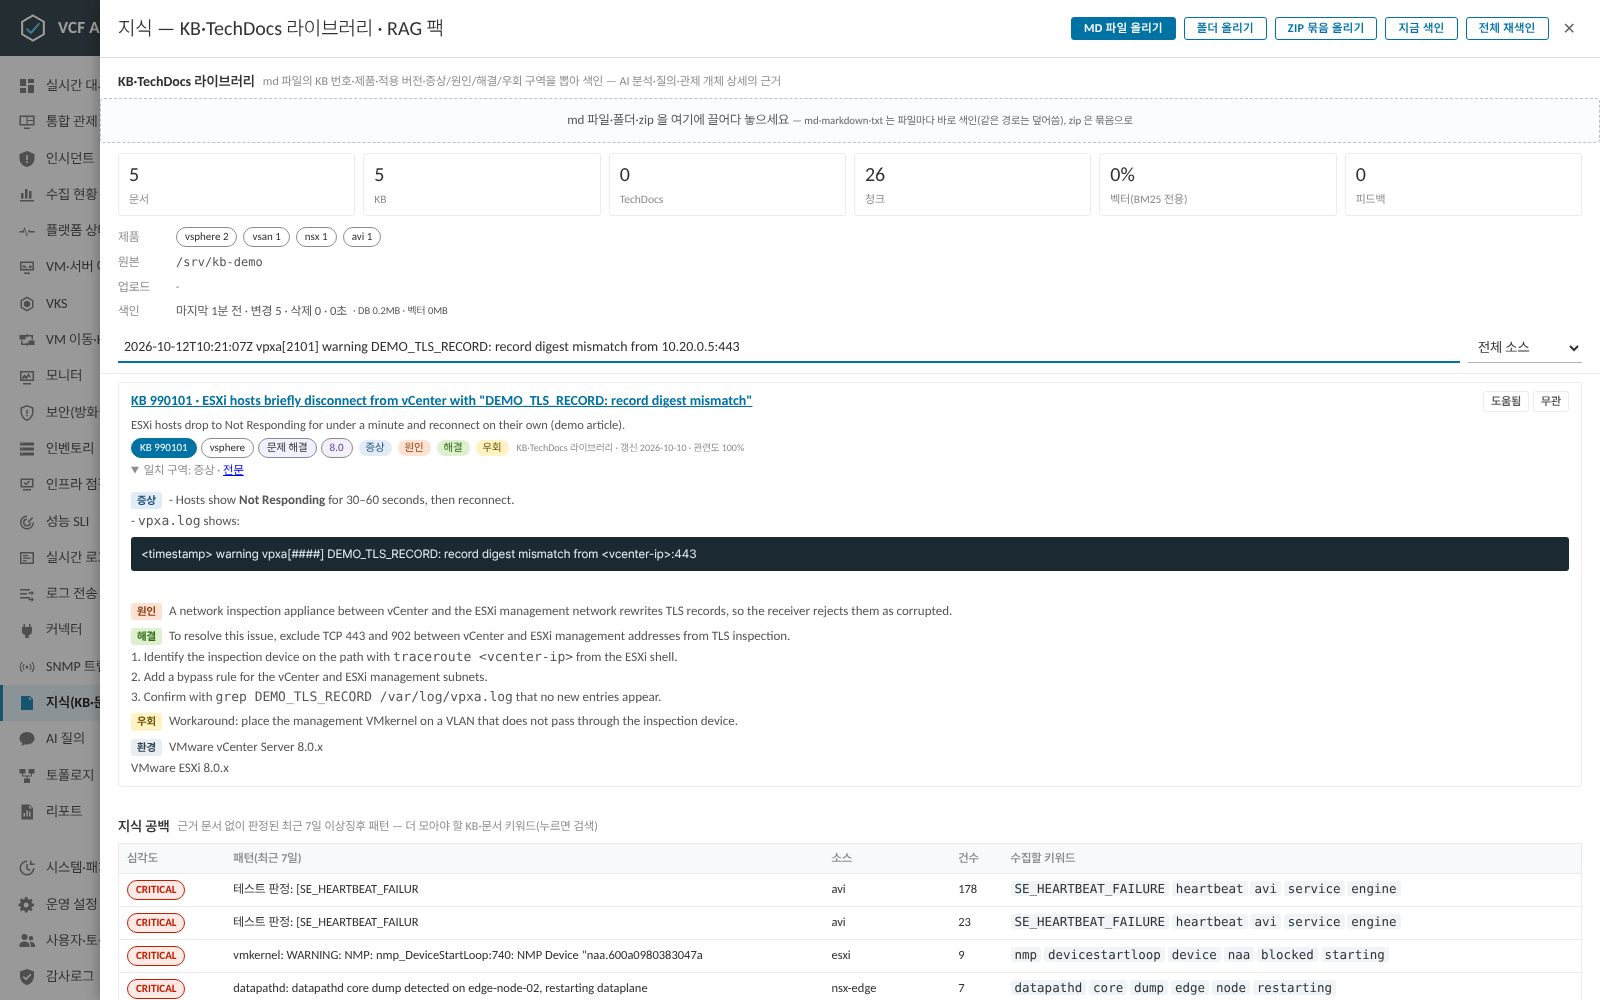 VCF A
지식 — KB·TechDocs 라이브러리 · RAG 팩
MD 파일 올리기 폴더 올리기 ZIP 묶음 올리기 지금 색인 전체 재색인 ×
KB·TechDocs 라이브러리 md 파일의 KB 번호·제품·적용 버전·증상/원인/해결/우회 구역을 뽑아 색인 — AI 분석·질의·관제 개체 상세의 근거
md 파일·폴더·zip 을 여기에 끌어다 놓으세요 — md·markdown·txt 는 파일마다 바로 색인(같은 경로는 덮어씀), zip 은 묶음으로
5 5 0 26 0% 0
문서 KB TechDocs 청크 벡터(BM25 전용) 피드백
제품 vsphere 2 vsan 1 nsx 1 avi 1
원본 /srv/kb-demo
업로드 -
색인 마지막 1분 전 · 변경 5 · 삭제 0 · 0초 · DB 0.2MB · 벡터 0MB
2026-10-12T10:21:07Z vpxa[2101] warning DEMO_TLS_RECORD: record digest mismatch from 10.20.0.5:443 전체 소스
KB 990101 · ESXi hosts briefly disconnect from vCenter with "DEMO_TLS_RECORD: record digest mismatch" 도움됨 무관
ESXi hosts drop to Not Responding for under a minute and reconnect on their own (demo article).
KB 990101 vsphere 문제 해결 8.0 증상 원인 해결 우회 KB·TechDocs 라이브러리 · 갱신 2026-10-10 · 관련도 100%
▼ 일치 구역: 증상 · 전문
증상 - Hosts show Not Responding for 30–60 seconds, then reconnect.
- vpxa.log shows:
<timestamp> warning vpxa[####] DEMO_TLS_RECORD: record digest mismatch from <vcenter-ip>:443
원인 A network inspection appliance between vCenter and the ESXi management network rewrites TLS records, so the receiver rejects them as corrupted.
해결 To resolve this issue, exclude TCP 443 and 902 between vCenter and ESXi management addresses from TLS inspection.
1. Identify the inspection device on the path with traceroute <vcenter-ip> from the ESXi shell.
2. Add a bypass rule for the vCenter and ESXi management subnets.
3. Confirm with grep DEMO_TLS_RECORD /var/log/vpxa.log that no new entries appear.
우회 Workaround: place the management VMkernel on a VLAN that does not pass through the inspection device.
환경 VMware vCenter Server 8.0.x
VMware ESXi 8.0.x
지식 공백 근거 문서 없이 판정된 최근 7일 이상징후 패턴 — 더 모아야 할 KB·문서 키워드(누르면 검색)
심각도 패턴(최근 7일) 소스 건수 수집할 키워드
CRITICAL 테스트 판정: [SE_HEARTBEAT_FAILUR avi 178 SE_HEARTBEAT_FAILURE heartbeat avi service engine
CRITICAL 테스트 판정: [SE_HEARTBEAT_FAILUR avi 23 SE_HEARTBEAT_FAILURE heartbeat avi service engine
CRITICAL vmkernel: WARNING: NMP: nmp_DeviceStartLoop:740: NMP Device "naa.600a0980383047a esxi 9 nmp devicestartloop device naa blocked starting
CRITICAL datapathd: datapathd core dump detected on edge-node-02, restarting dataplane nsx-edge 7 datapathd core dump edge node restarting
실시간
통합 관제
인시던트
수집 현황
플랫폼
VM·서버
VKS
VM 이동
모니터
보안(방화
인벤토리
인프라
성능 SLI
실시간
로그 전송
커넥터
SNMP
지식(KB·
AI 질의
토폴로지
리포트
시스템·패
운영 설정
사용자·
감사로그